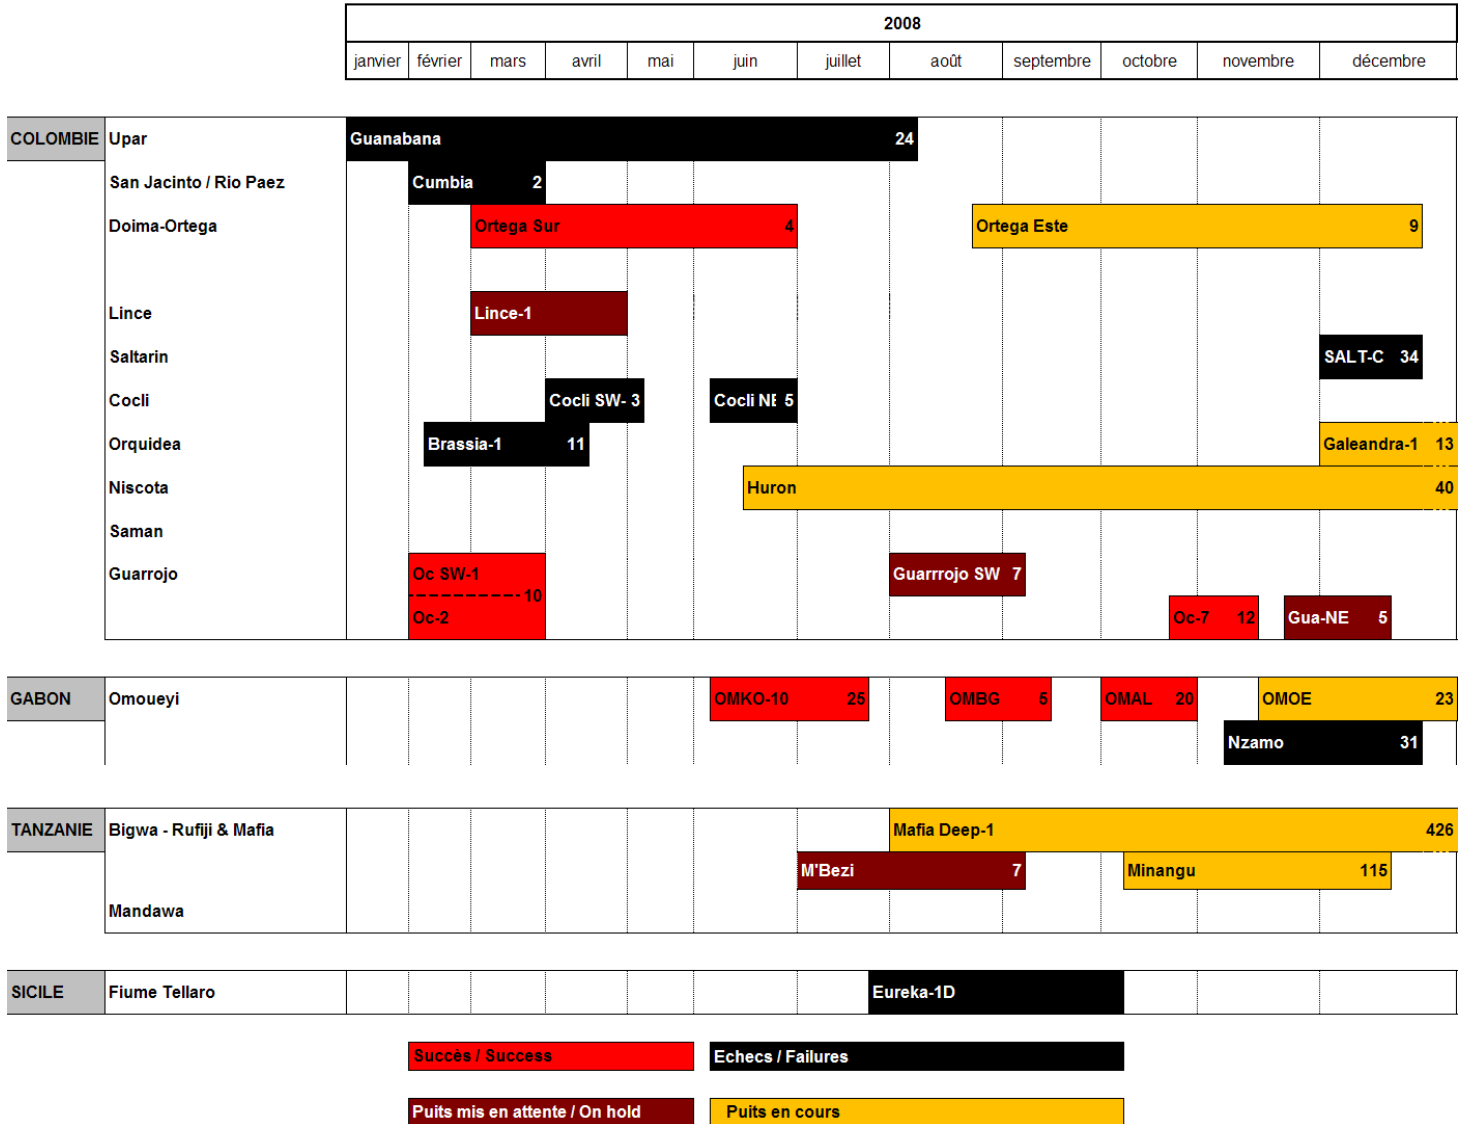 2008
janvier février mars avril mai juin juillet août septembre octobre novembre décembre
COLOMBIE Upar Guanabana 24
San Jacinto / Rio Paez Cumbia 2
Doima-Ortega Ortega Sur 4 Ortega Este 9
Lince Lince-1
Saltarin SALT-C 34
Cocli Cocli SW- 3 Cocli NE 5
Orquidea Brassia-1 11 Galeandra-1 13
Niscota Huron 40
Saman
Guarrojo Oc SW-1 Guarrrojo SW 7
10
Oc-2 Oc-7 12 Gua-NE 5
GABON Omoueyi OMKO-10 25 OMBG 5 OMAL 20 OMOE 23
Nzamo 31
TANZANIE Bigwa - Rufiji & Mafia Mafia Deep-1 426
M'Bezi 7 Minangu 115
Mandawa
SICILE Fiume Tellaro Eureka-1D
Succès / Success Echecs / Failures
Puits mis en attente / On hold Puits en cours